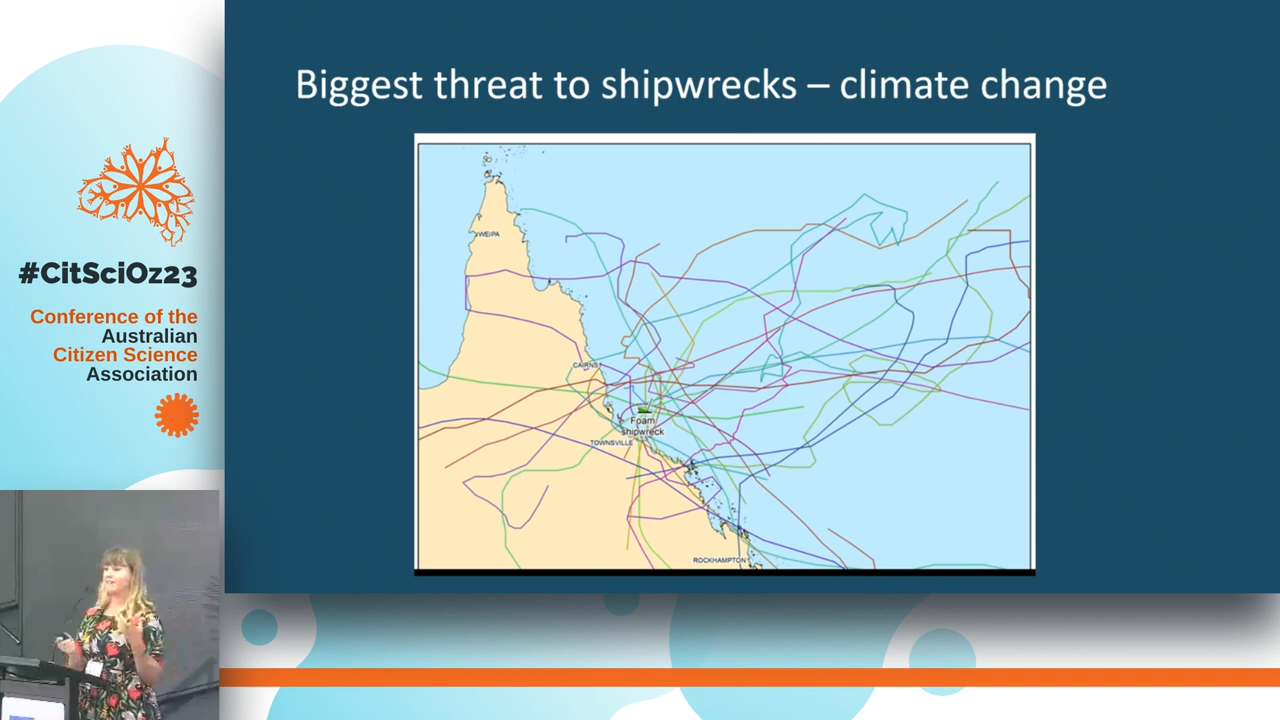 Biggest threat to shipwrecks – climate change
#CitSciOz23
Conference of the
Australian
Citizen Science
Association
WEIPA
CAIRNS
Foam
shipwreck
TOWNSVILLE
ROCKHAMPTON